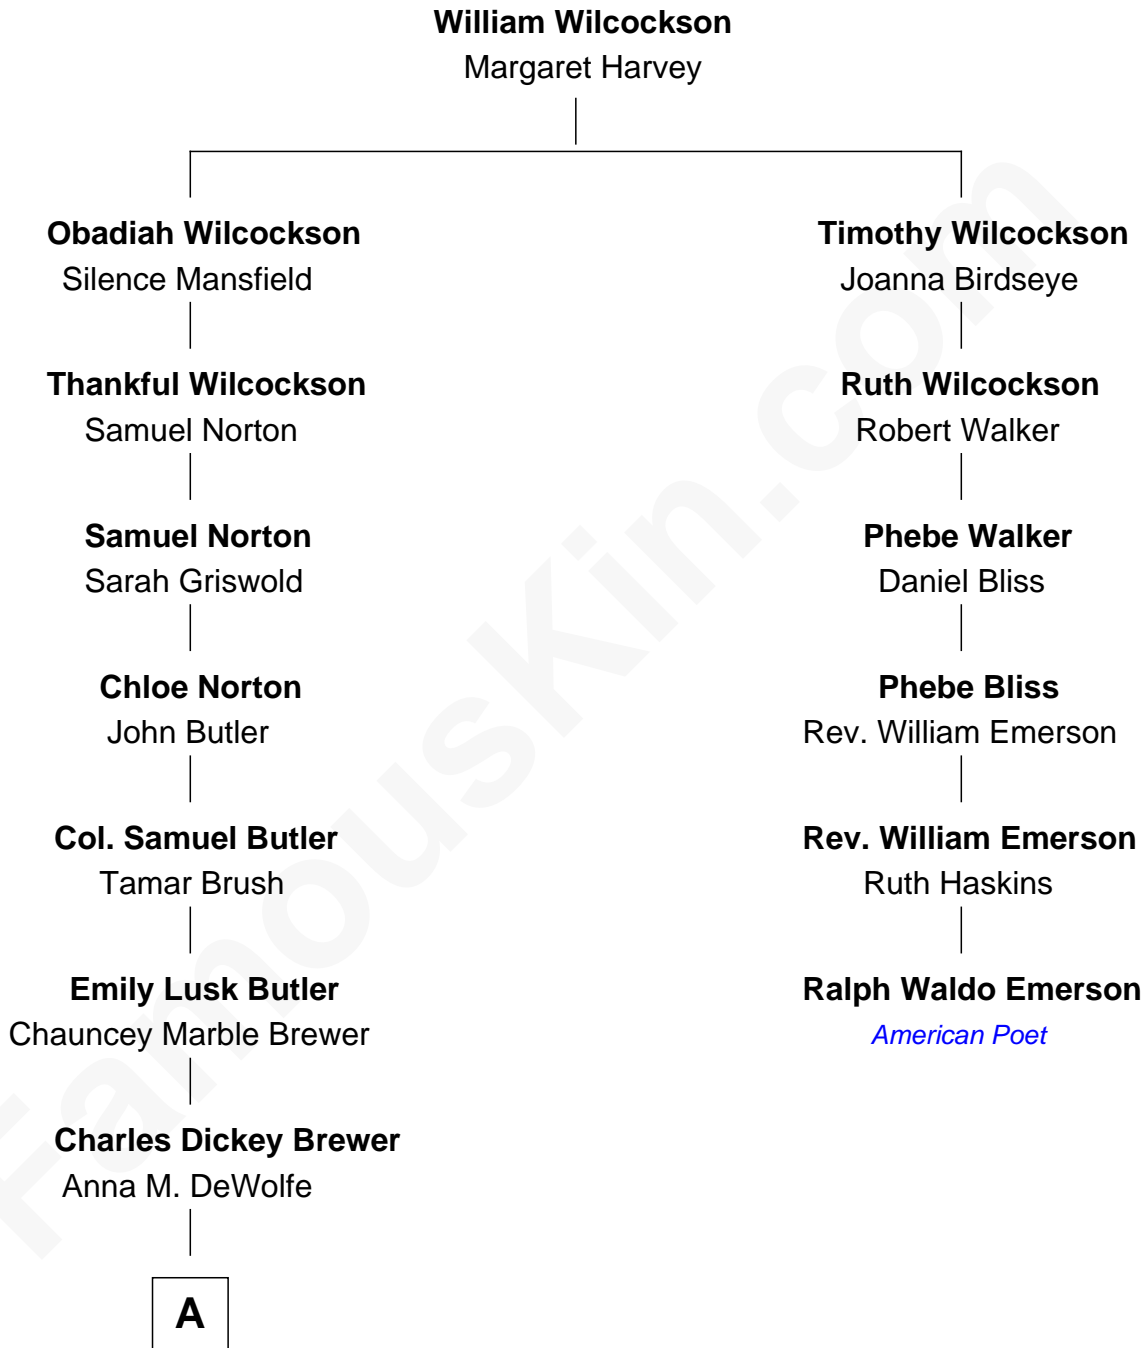 William Wilcockson
Margaret Harvey
Obadiah Wilcockson
Silence Mansfield
Timothy Wilcockson
Joanna Birdseye
Thankful Wilcockson
Samuel Norton
Ruth Wilcockson
Robert Walker
Samuel Norton
Sarah Griswold
Phebe Walker
Daniel Bliss
Chloe Norton
John Butler
Phebe Bliss
Rev. William Emerson
Col. Samuel Butler
Tamar Brush
Rev. William Emerson
Ruth Haskins
Emily Lusk Butler
Chauncey Marble Brewer
Ralph Waldo Emerson
American Poet
Charles Dickey Brewer
Anna M. DeWolfe
A
FamousKin.com